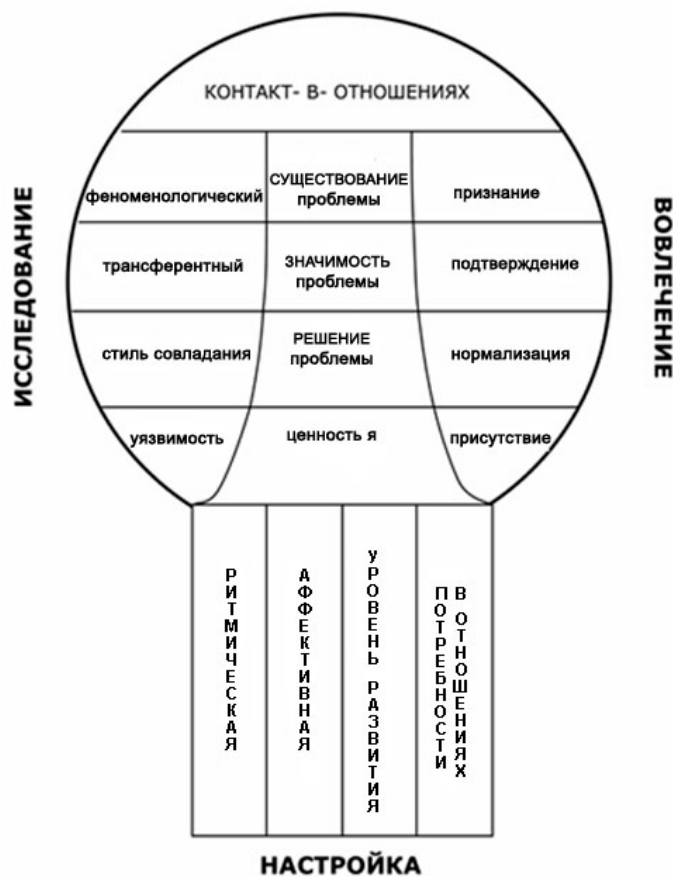 КОНТАКТ- В- ОТНОШЕНИЯХ
ИССЛЕДОВАНИЕ
феноменологический
СУЩЕСТВОВАНИЕ
проблемы
признание
трансферентный
ЗНАЧИМОСТЬ
проблемы
подтверждение
стиль совладания
РЕШЕНИЕ
проблемы
нормализация
уязвимость
ценность я
присутствие
ВОВЛЕЧЕНИЕ
РИТМИЧЕСКАЯ
АФФЕКТИВНАЯ
УРОВЕНЬ РАЗВИТИЯ
ПОТРЕБНОСТИ
В ОТНОШЕНИЯХ
НАСТРОЙКА